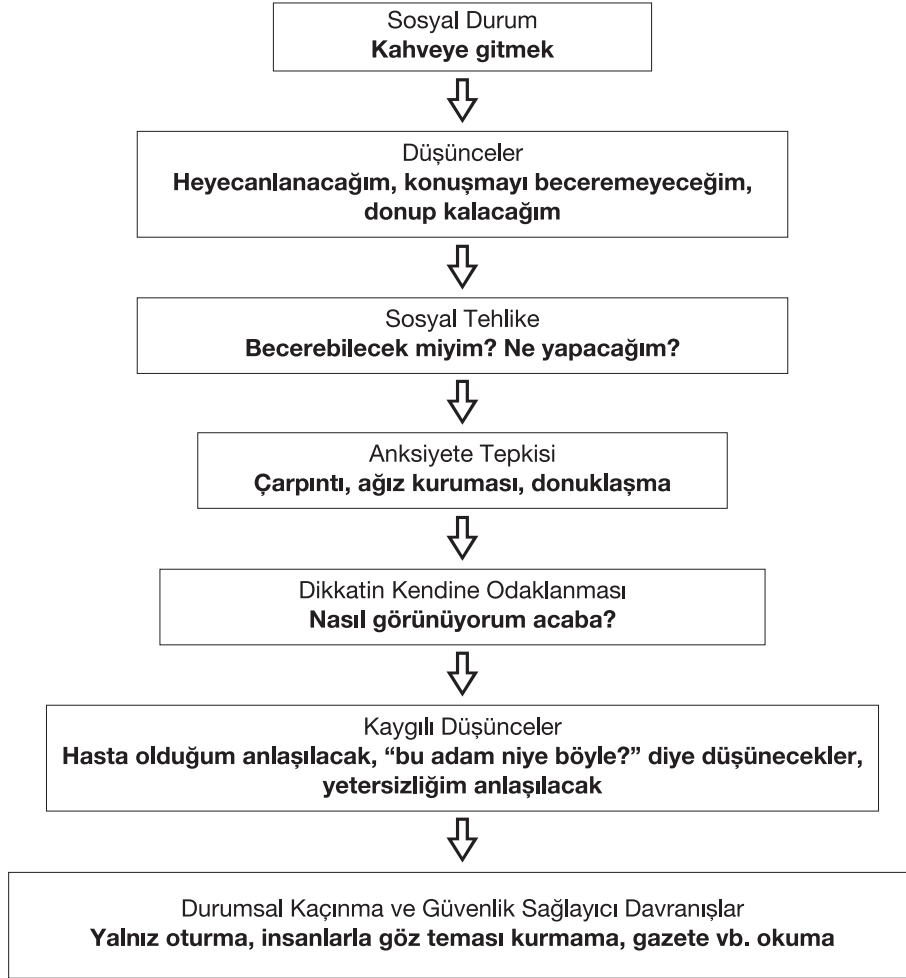 Sosyal Durum
Kahveye gitmek
Düşünceler
Heyecanlanacağım, konuşmayı beceremeyeceğim,
donup kalacağım
Sosyal Tehlike
Becerebilecek miyim? Ne yapacağım?
Anksiyete Tepkisi
Çarpıntı, ağız kuruması, donuklaşma
Dikkatin Kendine Odaklanması
Nasıl görünüyorum acaba?
Kaygılı Düşünceler
Hasta olduğum anlaşılacak, “bu adam niye böyle?” diye düşünecekler,
yetersizliğim anlaşılacak
Durumsal Kaçınma ve Güvenlik Sağlayıcı Davranışlar
Yalnız oturma, insanlarla göz teması kurmama, gazete vb. okuma